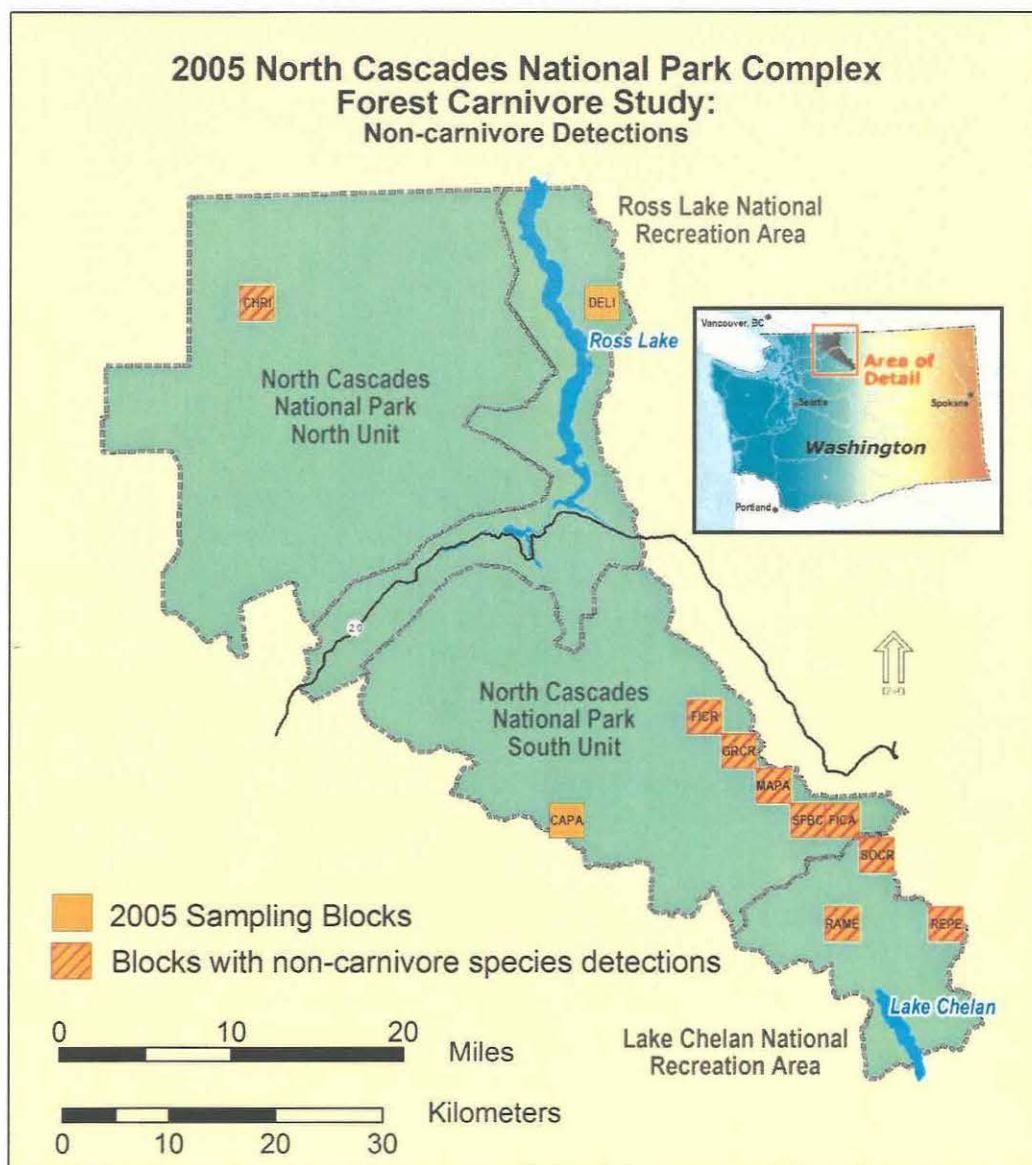 2005 North Cascades National Park Complex
Forest Carnivore Study:
Non-carnivore Detections
Ross Lake National
Recreation Area
CHRI
DELI
Ross Lake
Vancouver, BC
Area of
Detail
Seattle
Spokane
Washington
Portland
North Cascades
National Park
North Unit
20
North Cascades
National Park
South Unit
FICR
GRCR
MAPA
CAPA
SFBC
FICA
SOCR
RAME
REPE
2005 Sampling Blocks
Blocks with non-carnivore species detections
Lake Chelan
Lake Chelan National
Recreation Area
0 10 20
Miles
Kilometers
0 10 20 30